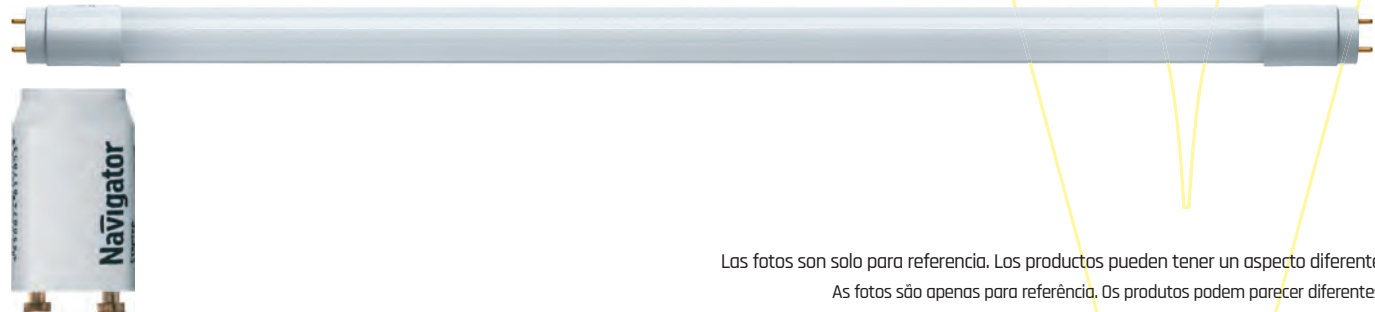 Navigator
Las fotos son solo para referencia. Los productos pueden tener un aspecto diferente
As fotos são apenas para referência. Os produtos podem parecer diferentes